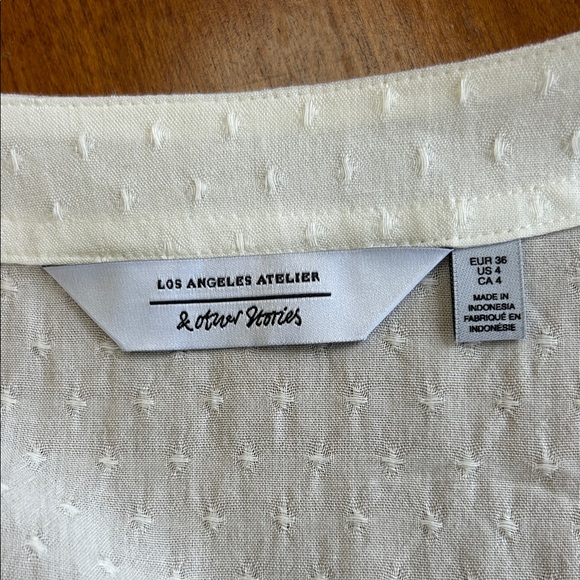 LOS ANGELES ATELIER
& other Stories
EUR 36
US 4
CA 4
MADE IN
INDONESIA
FABRIQUÉ EN
INDONÉSIE